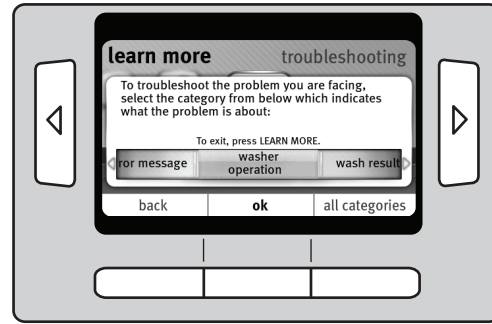 learn more troubleshooting
To troubleshoot the problem you are facing,
select the category from below which indicates
what the problem is about:
To exit, press LEARN MORE.
ror message washer operation wash result
back ok all categories